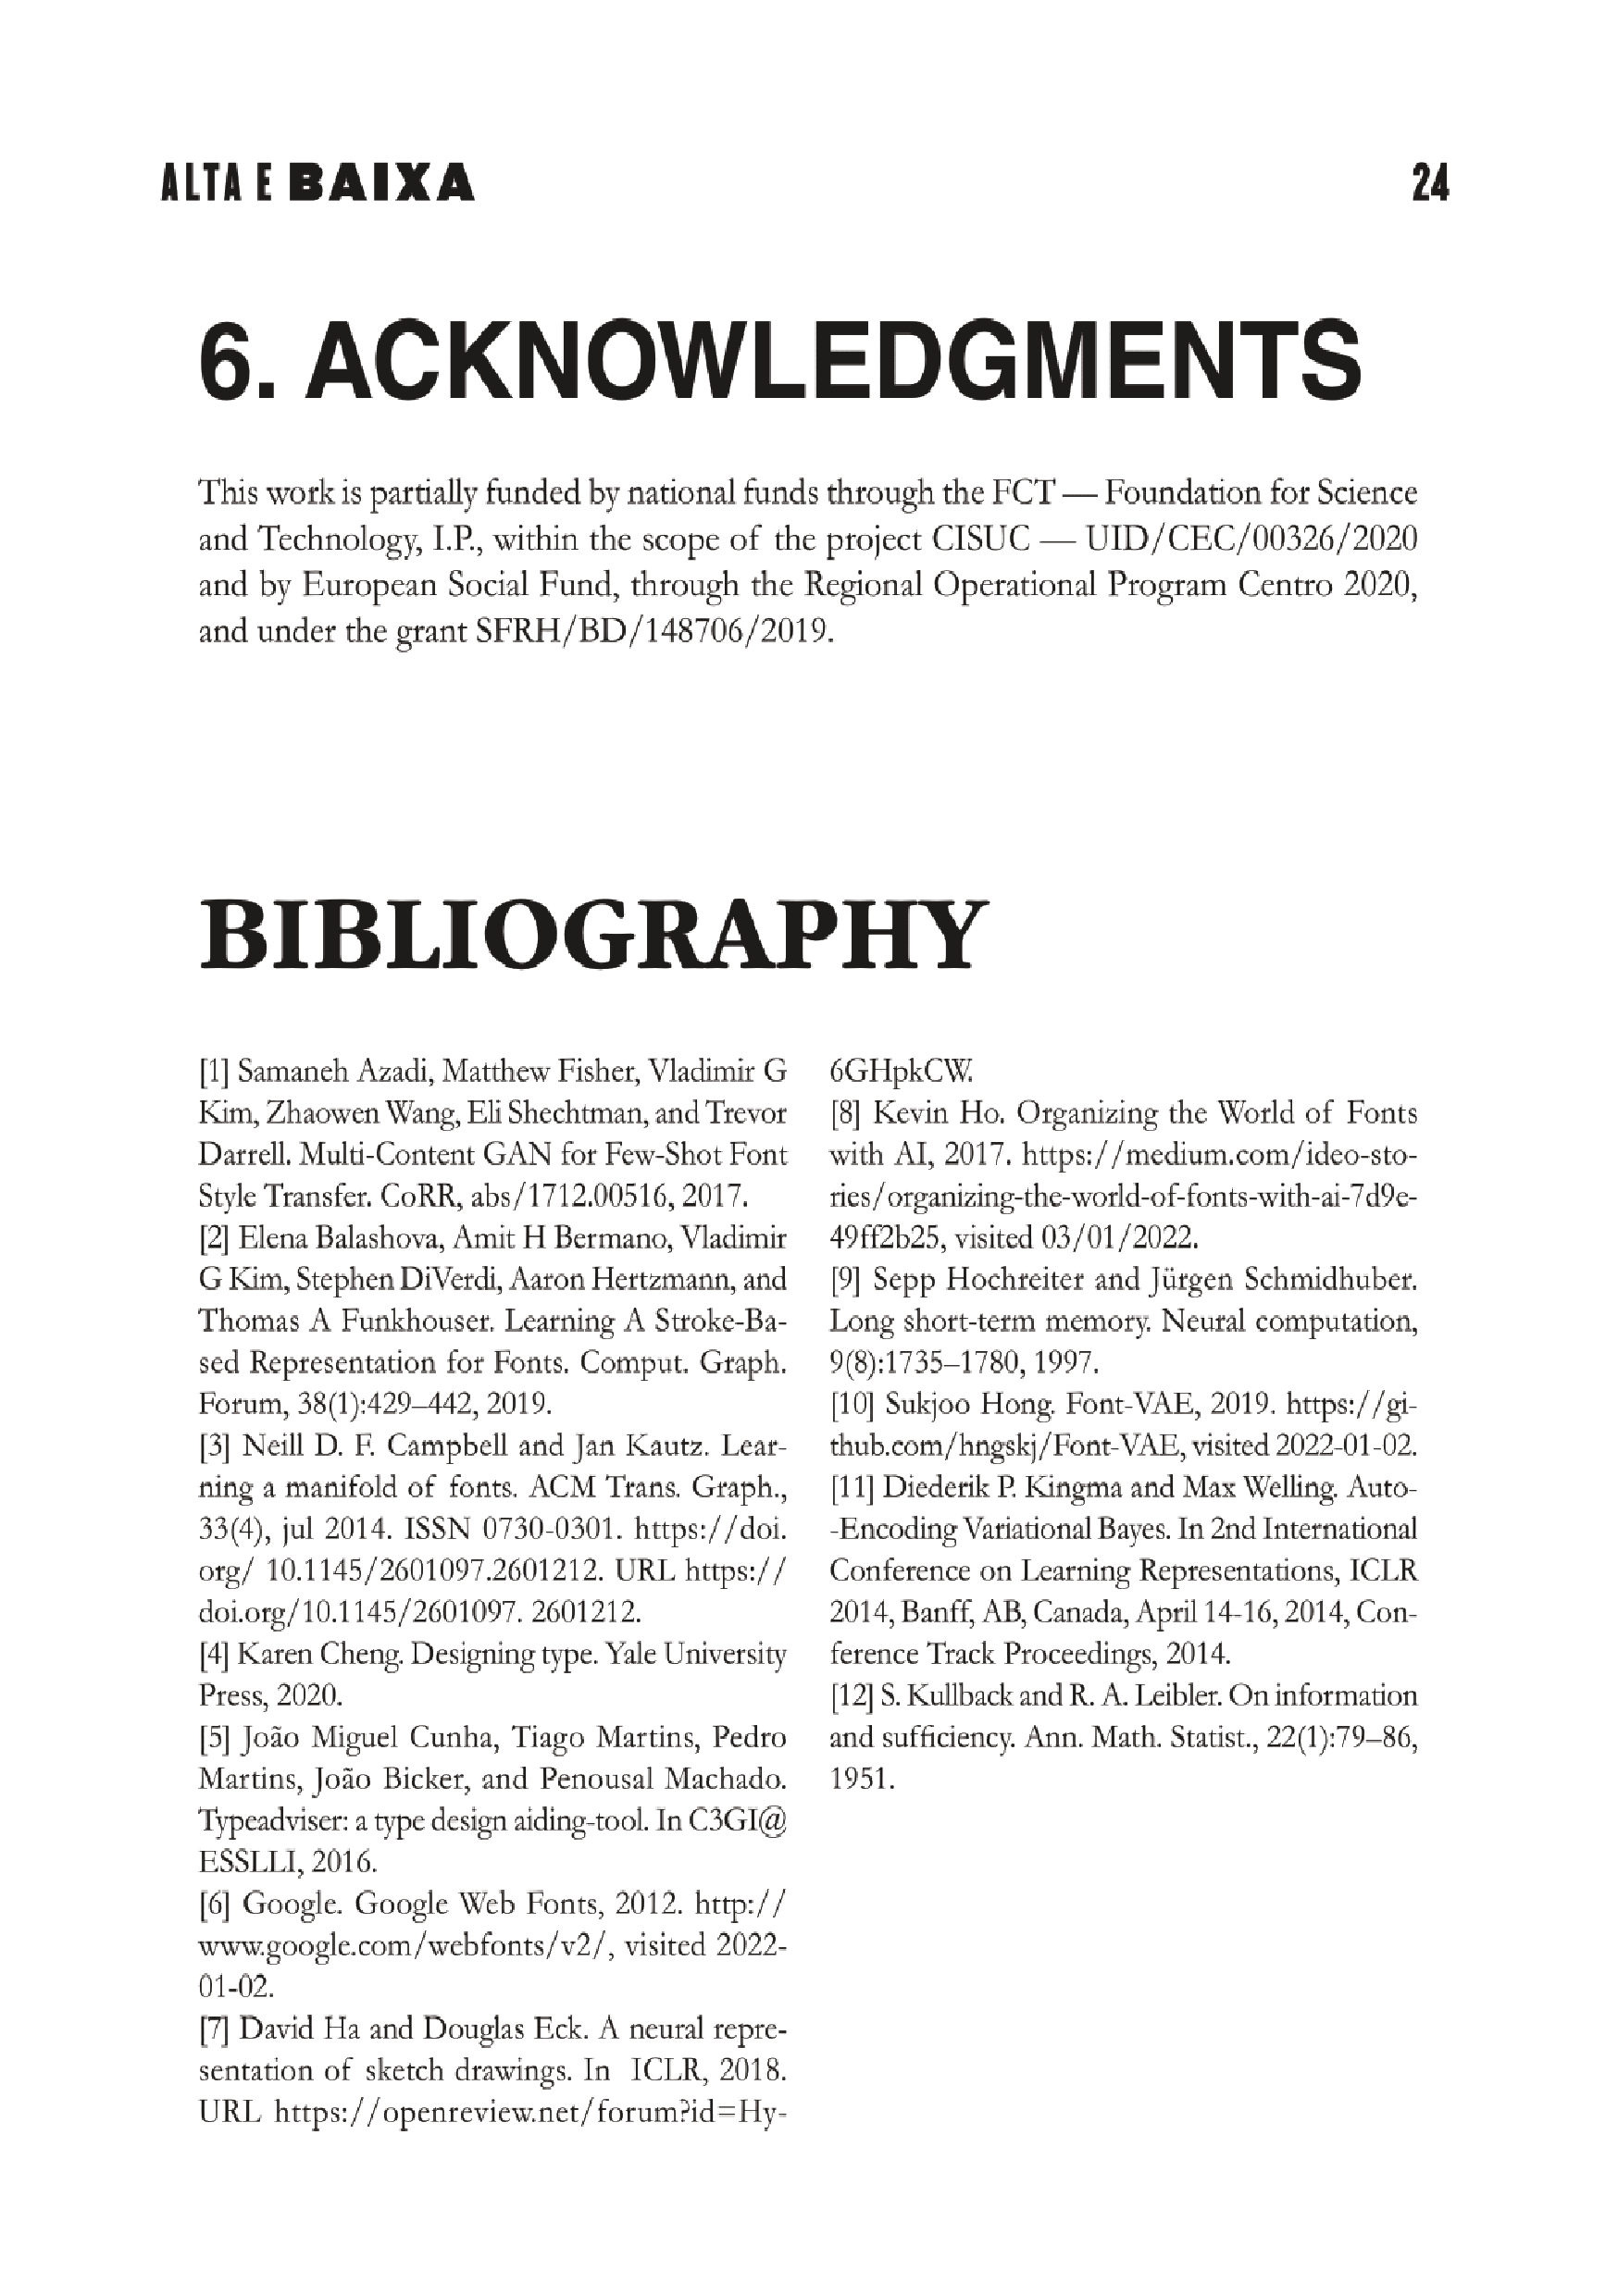 ALTA E BAIXA
24
6. ACKNOWLEDGMENTS
This work is partially funded by national funds through the FCT — Foundation for Science
and Technology, I.P., within the scope of the project CISUC — UID/CEC/00326/2020
and by European Social Fund, through the Regional Operational Program Centro 2020,
and under the grant SFRH/BD/148706/2019.
BIBLIOGRAPHY
[1] Samaneh Azadi, Matthew Fisher, Vladimir G
Kim, Zhaowen Wang, Eli Shechtman, and Trevor
Darrell. Multi-Content GAN for Few-Shot Font
Style Transfer. CoRR, abs/1712.00516, 2017.
[2] Elena Balashova, Amit H Bermano, Vladimir
G Kim, Stephen DiVerdi, Aaron Hertzmann, and
Thomas A Funkhouser. Learning A Stroke-Ba-
sed Representation for Fonts. Comput. Graph.
Forum, 38(1):429–442, 2019.
[3] Neill D. F. Campbell and Jan Kautz. Lear-
ning a manifold of fonts. ACM Trans. Graph.,
33(4), jul 2014. ISSN 0730-0301. https://doi.
org/ 10.1145/2601097.2601212. URL https://
doi.org/10.1145/2601097. 2601212.
[4] Karen Cheng. Designing type. Yale University
Press, 2020.
[5] João Miguel Cunha, Tiago Martins, Pedro
Martins, João Bicker, and Penousal Machado.
Typeadviser: a type design aiding-tool. In C3GI@
ESSLLI, 2016.
[6] Google. Google Web Fonts, 2012. http://
www.google.com/webfonts/v2/, visited 2022-
01-02.
[7] David Ha and Douglas Eck. A neural repre-
sentation of sketch drawings. In ICLR, 2018.
URL https://openreview.net/forum?id=Hy-
6GHpkCW.
[8] Kevin Ho. Organizing the World of Fonts
with AI, 2017. https://medium.com/ideo-sto-
ries/organizing-the-world-of-fonts-with-ai-7d9e-
49ff2b25, visited 03/01/2022.
[9] Sepp Hochreiter and Jürgen Schmidhuber.
Long short-term memory. Neural computation,
9(8):1735–1780, 1997.
[10] Sukjoo Hong. Font-VAE, 2019. https://gi-
thub.com/hngskj/Font-VAE, visited 2022-01-02.
[11] Diederik P. Kingma and Max Welling. Auto-
-Encoding Variational Bayes. In 2nd International
Conference on Learning Representations, ICLR
2014, Banff, AB, Canada, April 14-16, 2014, Con-
ference Track Proceedings, 2014.
[12] S. Kullback and R. A. Leibler. On information
and sufficiency. Ann. Math. Statist., 22(1):79–86,
1951.